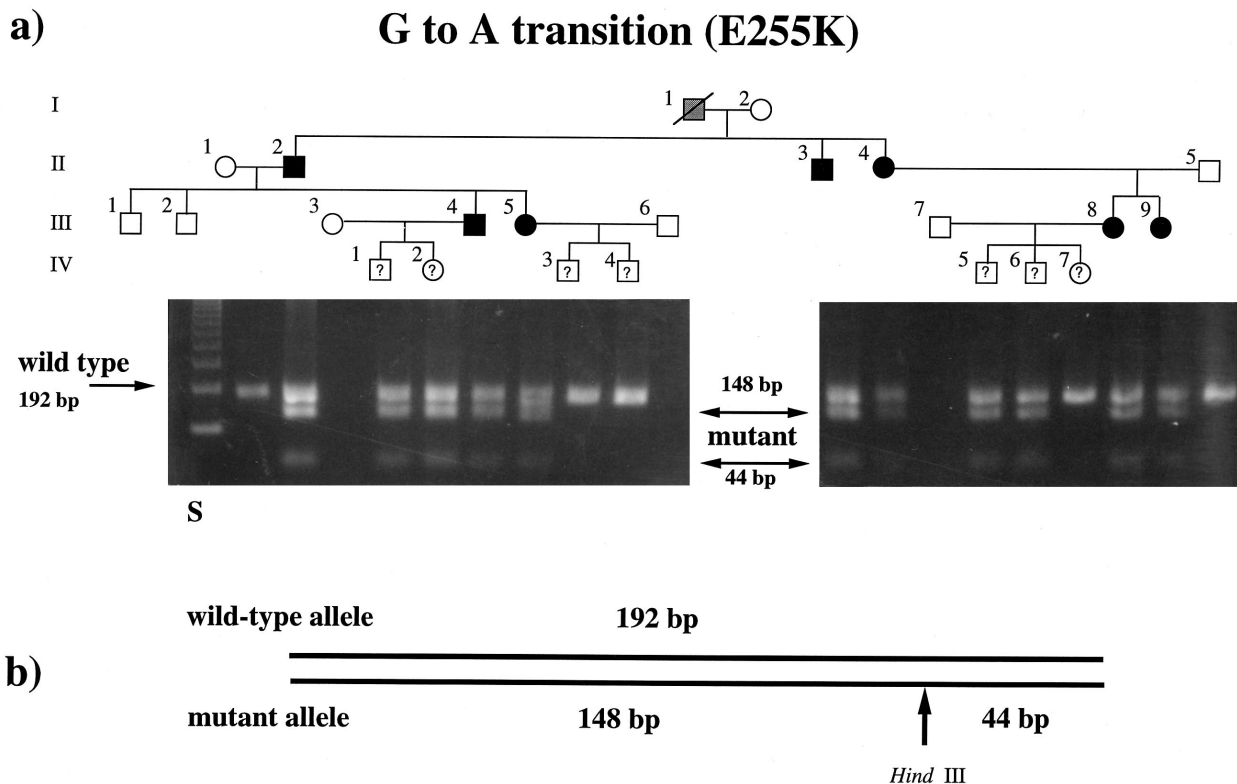 a)
G to A transition (E255K)
I
1 2
II
1 2 3 4 5
III
1 2 3 4 5 6 7 8 9
IV
1 2 3 4 5 6 7
? ? ? ? ? ? ?
wild type
192 bp
148 bp
mutant
44 bp
S
wild-type allele 192 bp
b)
mutant allele 148 bp 44 bp
Hind III